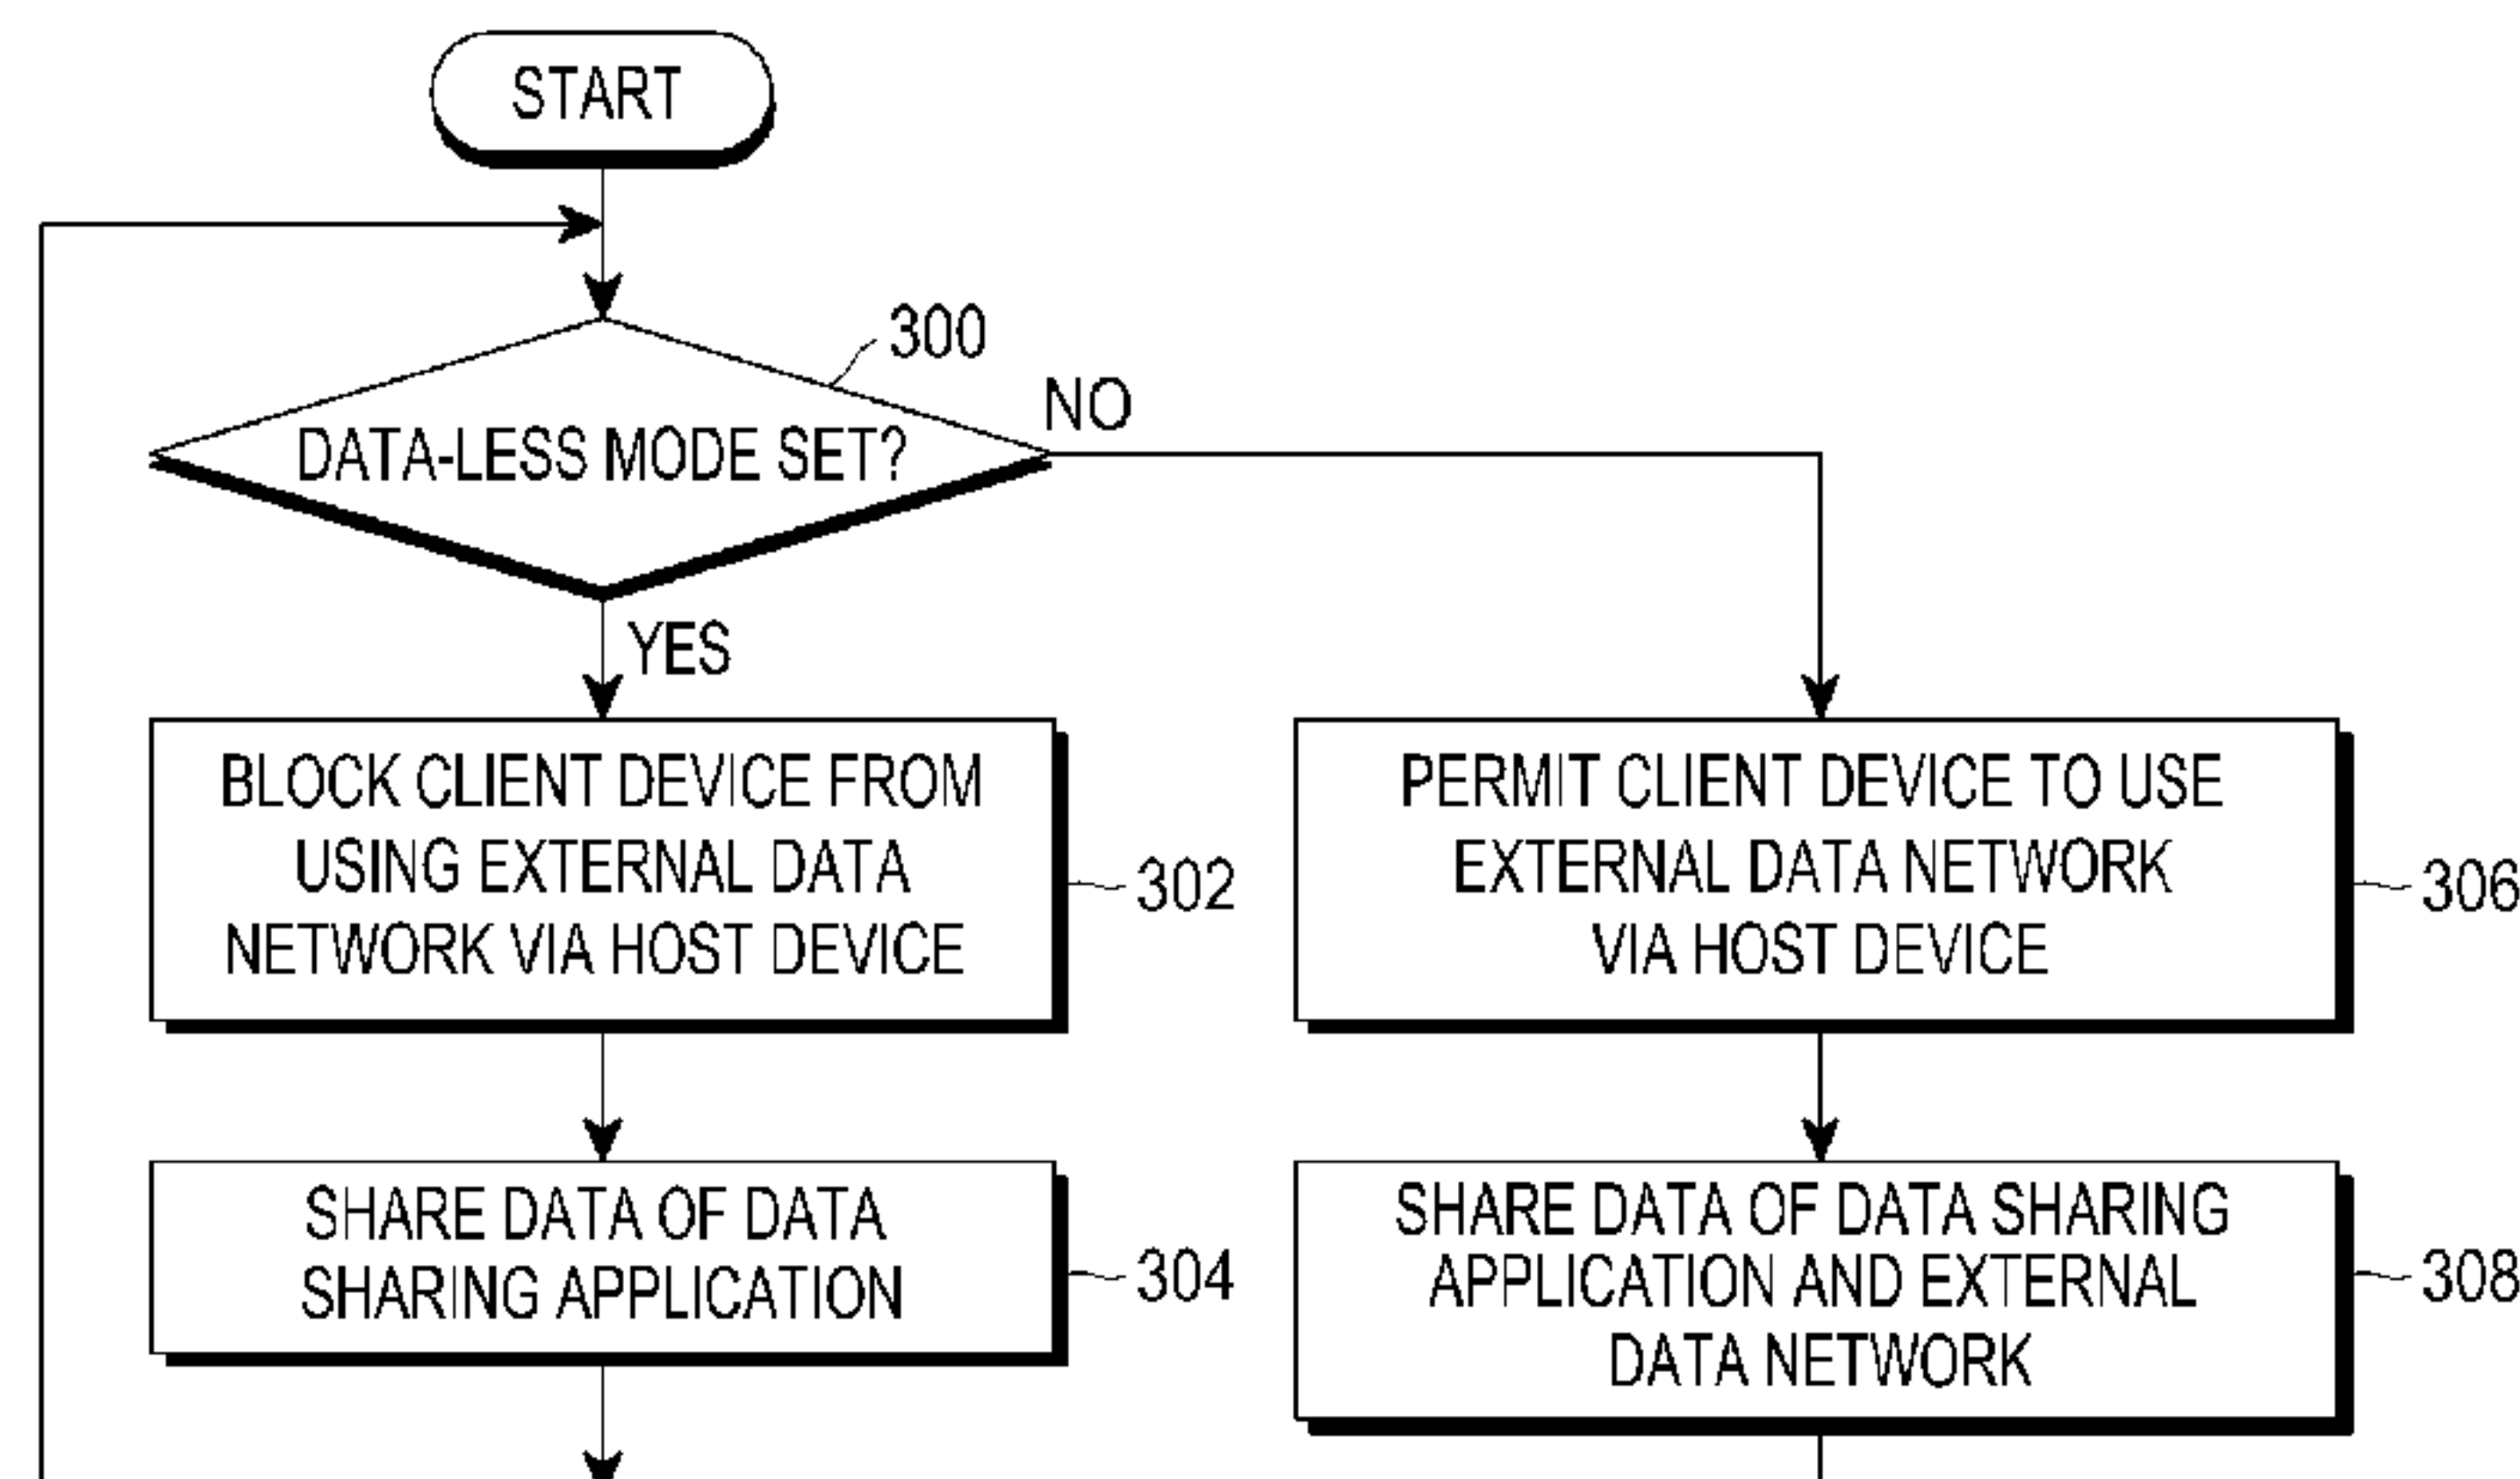 START
300
DATA-LESS MODE SET?
NO
YES
BLOCK CLIENT DEVICE FROM
USING EXTERNAL DATA
NETWORK VIA HOST DEVICE
302
PERMIT CLIENT DEVICE TO USE
EXTERNAL DATA NETWORK
VIA HOST DEVICE
306
SHARE DATA OF DATA
SHARING APPLICATION
304
SHARE DATA OF DATA SHARING
APPLICATION AND EXTERNAL
DATA NETWORK
308